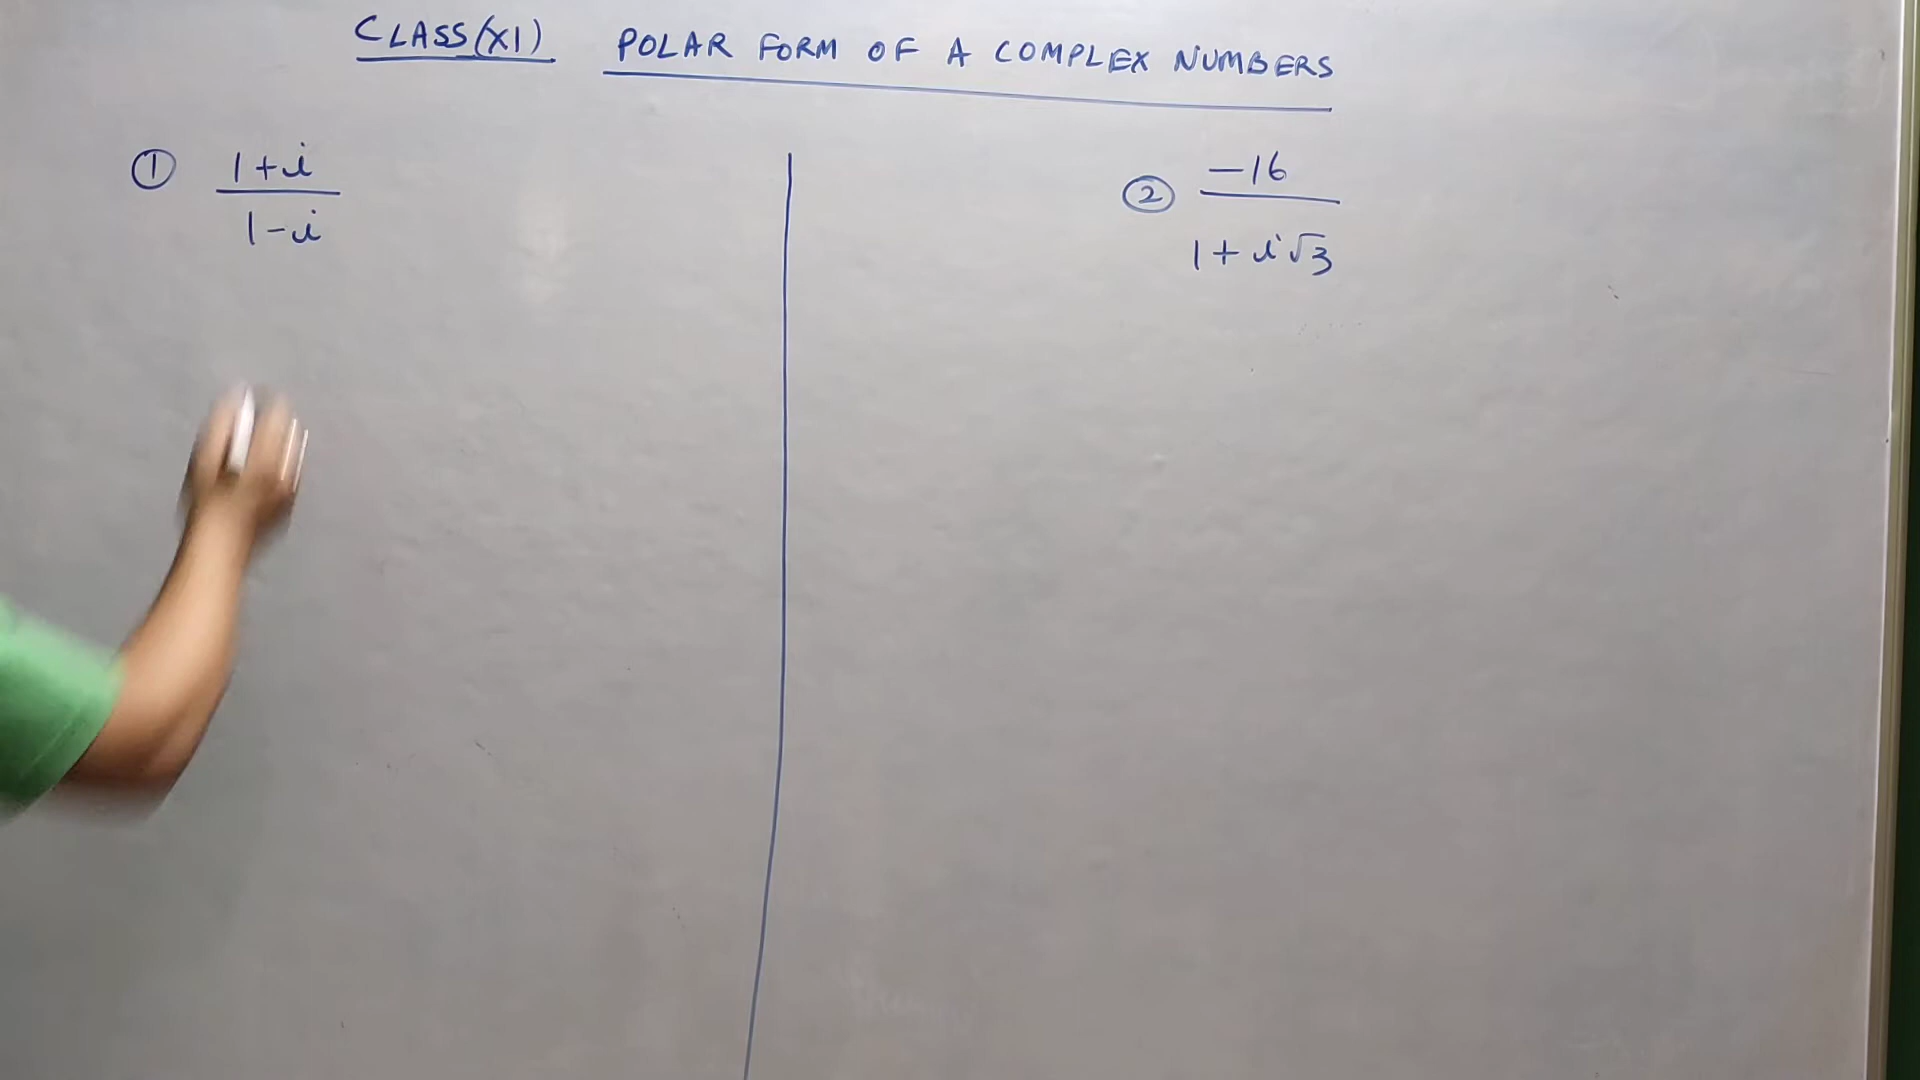 CLASS(XI) POLAR FORM OF A COMPLEX NUMBERS
① 1+i
1-i
② -16
1+i√3